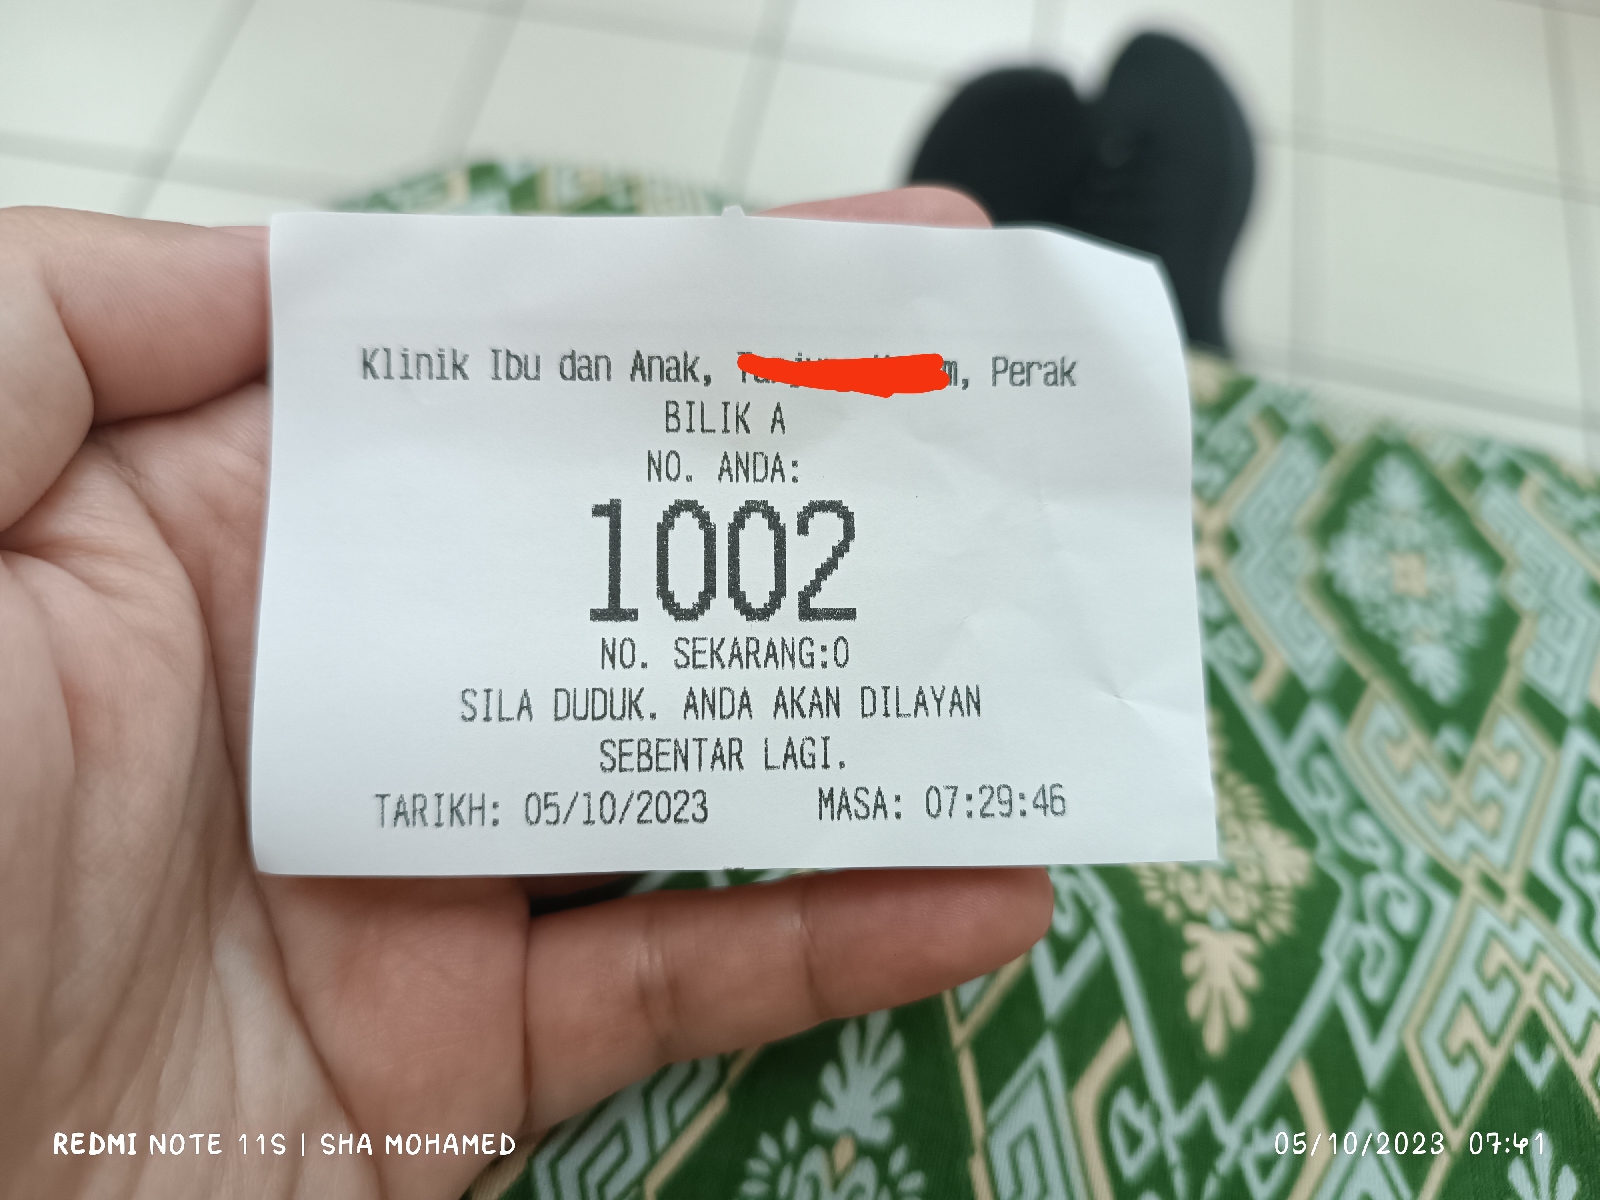 Klinik Ibu dan Anak, , Perak
BILIK A
NO. ANDA:
1002
NO. SEKARANG:0
SILA DUDUK. ANDA AKAN DILAYAN
SEBENTAR LAGI.
TARIKH: 05/10/2023 MASA: 07:29:46
REDMI NOTE 11S | SHA MOHAMED
05/10/2023 07:41